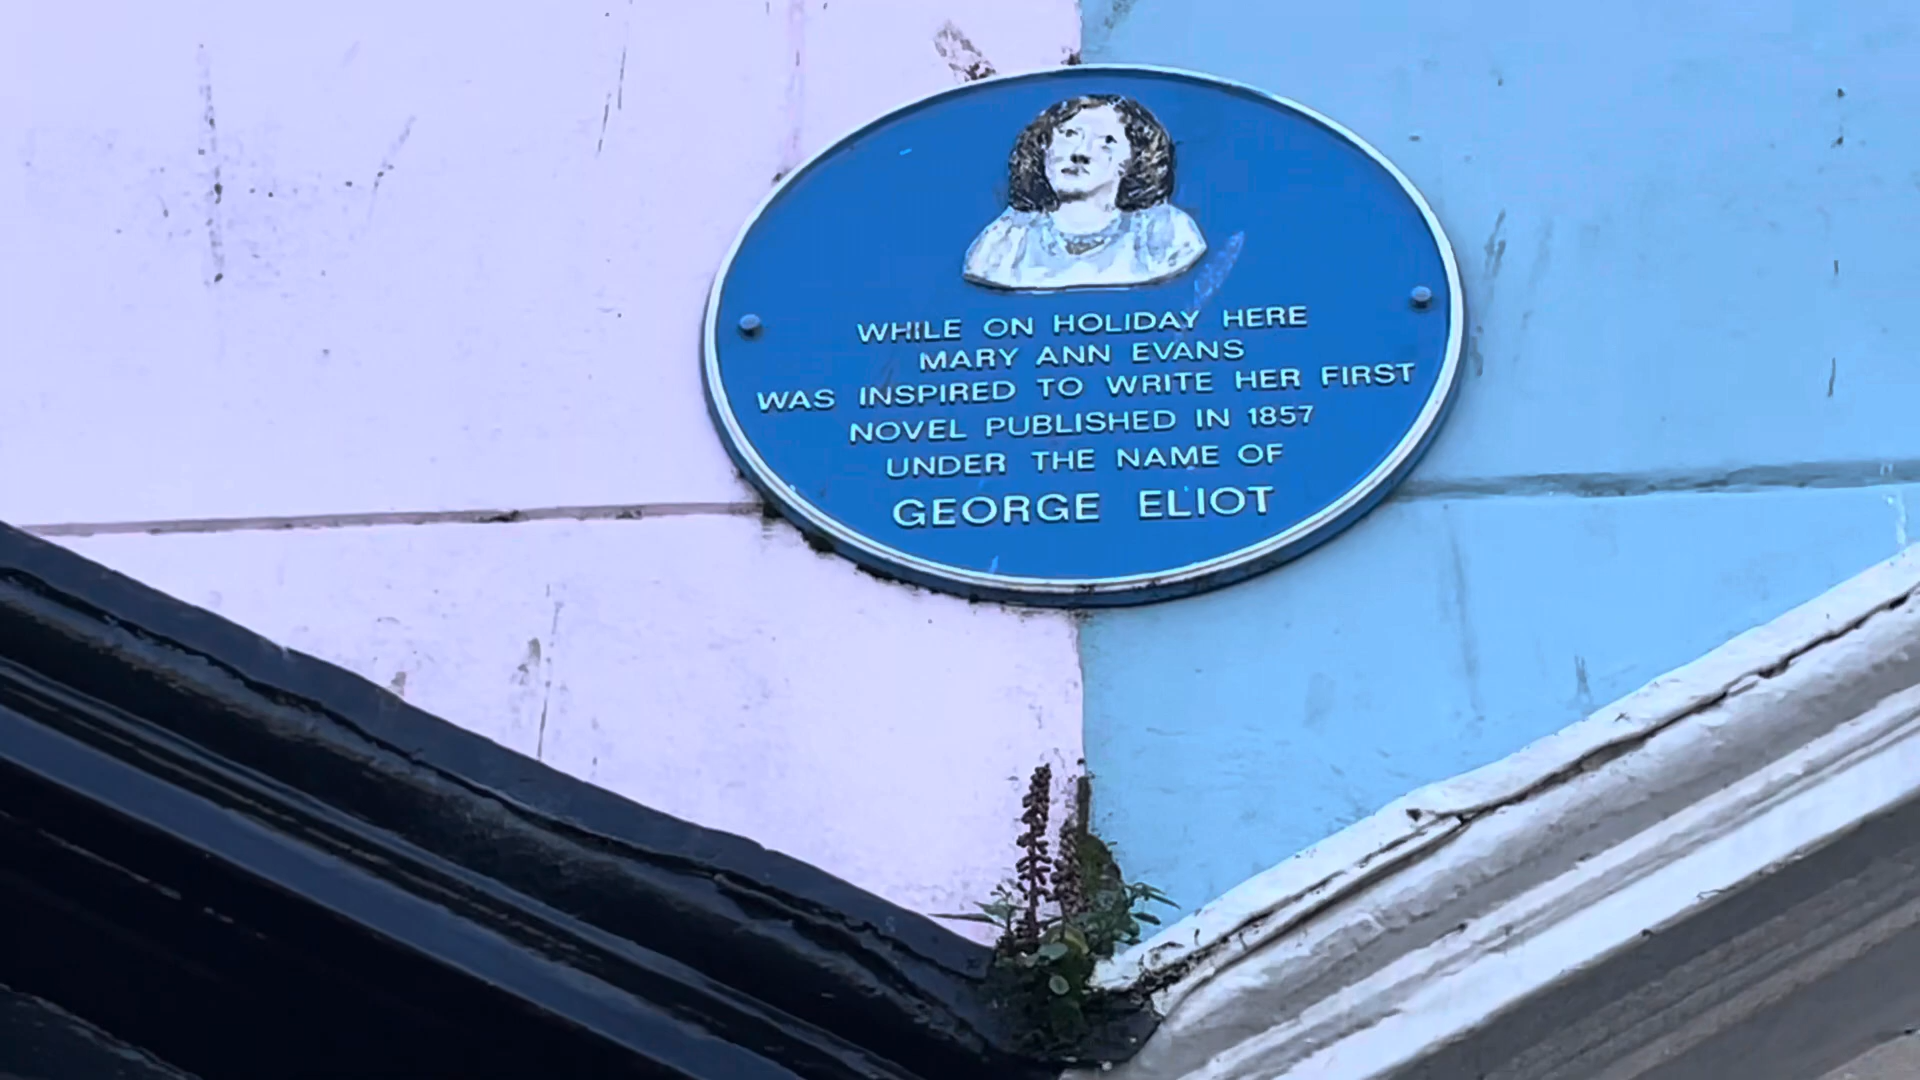 WHILE ON HOLIDAY HERE
MARY ANN EVANS
WAS INSPIRED TO WRITE HER FIRST
NOVEL PUBLISHED IN 1857
UNDER THE NAME OF
GEORGE ELIOT